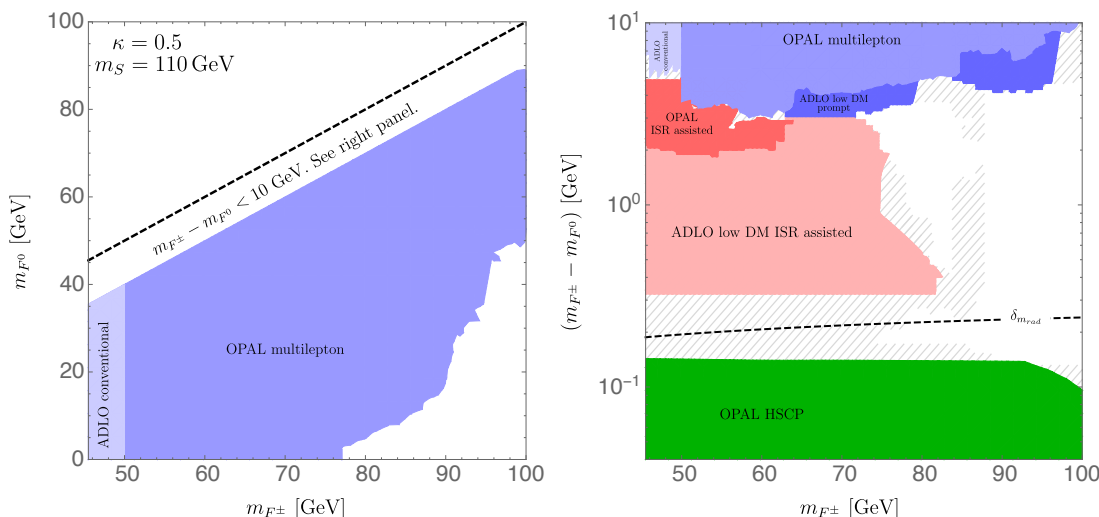 κ = 0.5
m_S = 110 GeV
m_{F^±} − m_{F^0} < 10 GeV. See right panel.
OPAL multilepton
ADLO conventional
100
80
60
40
20
0
m_{F^0} [GeV]
50
60
70
80
90
100
m_{F^±} [GeV]
ADLO
conventional
OPAL multilepton
ADLO low DM
prompt
OPAL
ISR assisted
ADLO low DM ISR assisted
δ_{m_{rad}}
OPAL HSCP
10^1
10^0
10^{-1}
(m_{F^±} − m_{F^0}) [GeV]
50
60
70
80
90
100
m_{F^±} [GeV]